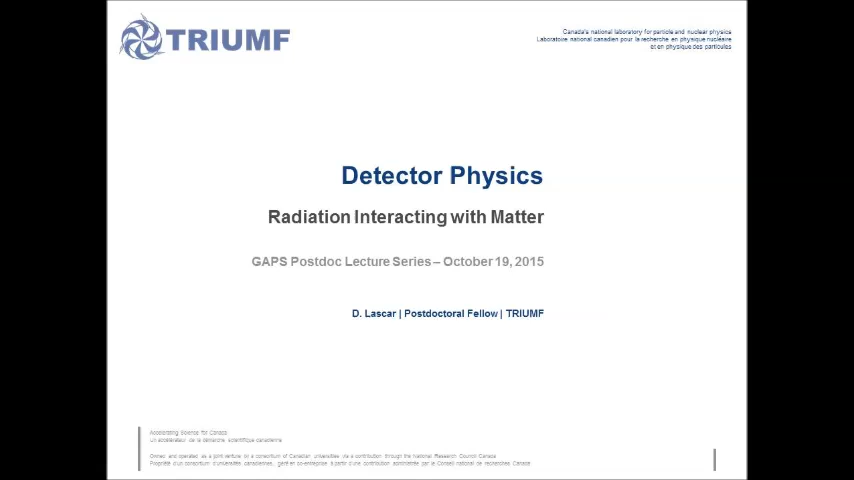 TRIUMF
Canada's national laboratory for particle and nuclear physics
Laboratoire national canadien pour la recherche en physique nucléaire
et en physique des particules
Detector Physics
Radiation Interacting with Matter
GAPS Postdoc Lecture Series – October 19, 2015
D. Lascar | Postdoctoral Fellow | TRIUMF
Accelerating Science for Canada
Un accélérateur de la démarche scientifique canadienne
Owned and operated as a joint venture by a consortium of Canadian universities via a contribution through the National Research Council Canada
Propriété d'un consortium d'universités canadiennes, géré en co-entreprise à partir d'une contribution administrée par le Conseil national de recherches Canada